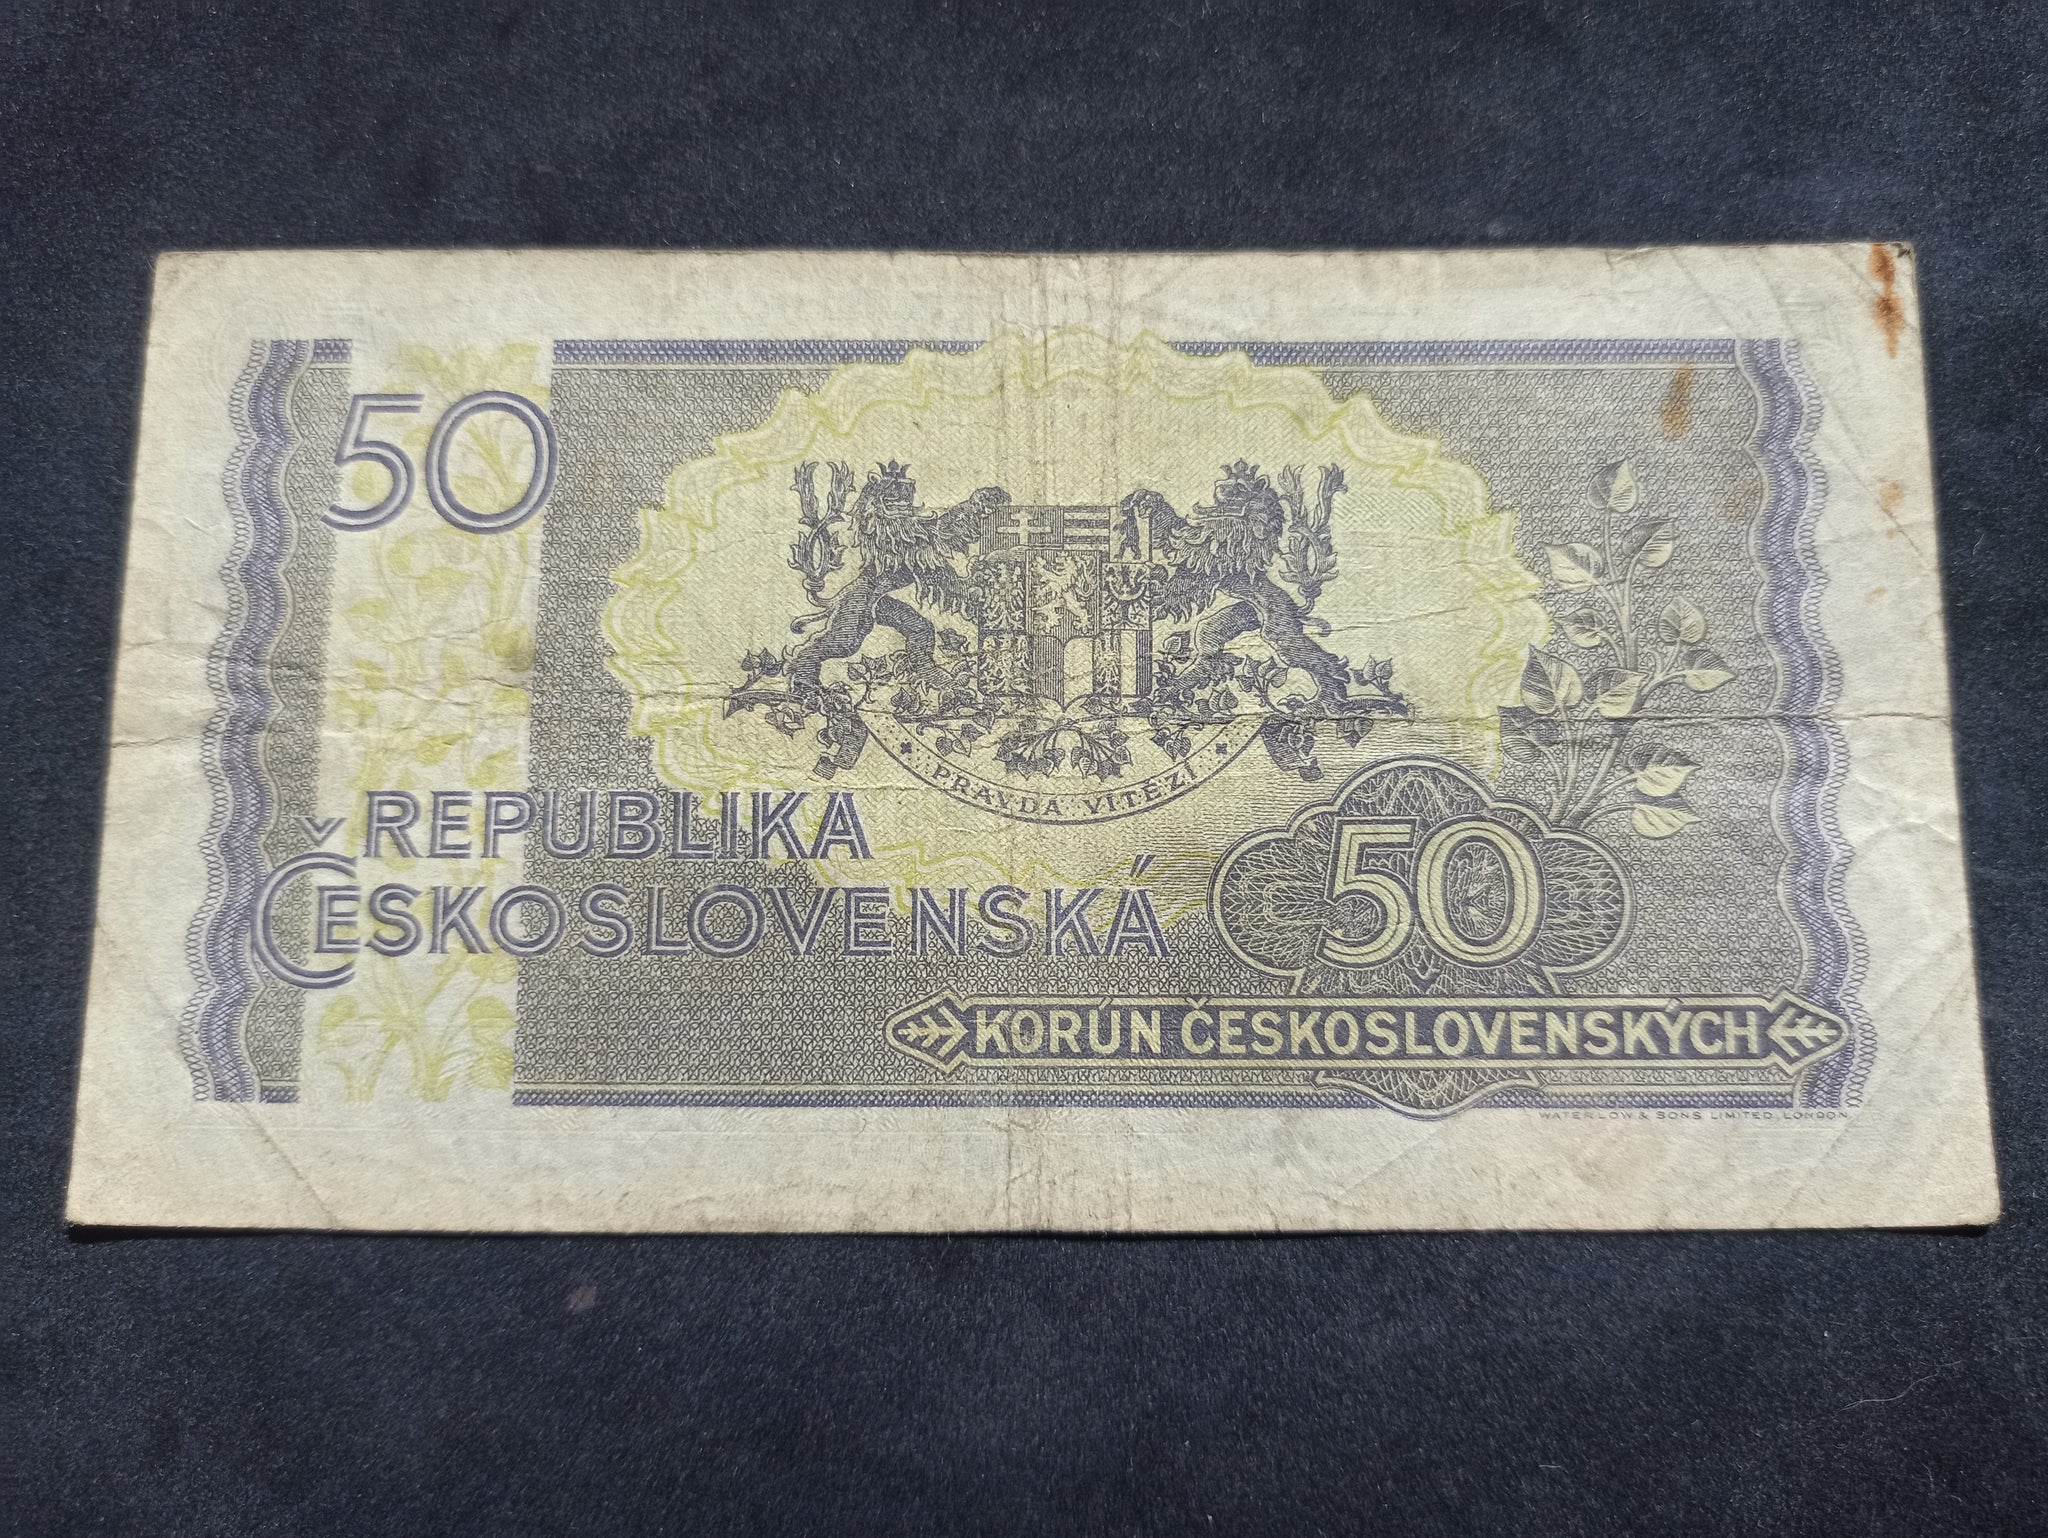 50
PRAVDA VÍTĚZÍ
REPUBLIKA
ČESKOSLOVENSKÁ
50
KORÚN ČESKOSLOVENSKÝCH
WATERLOW & SONS LIMITED, LONDON